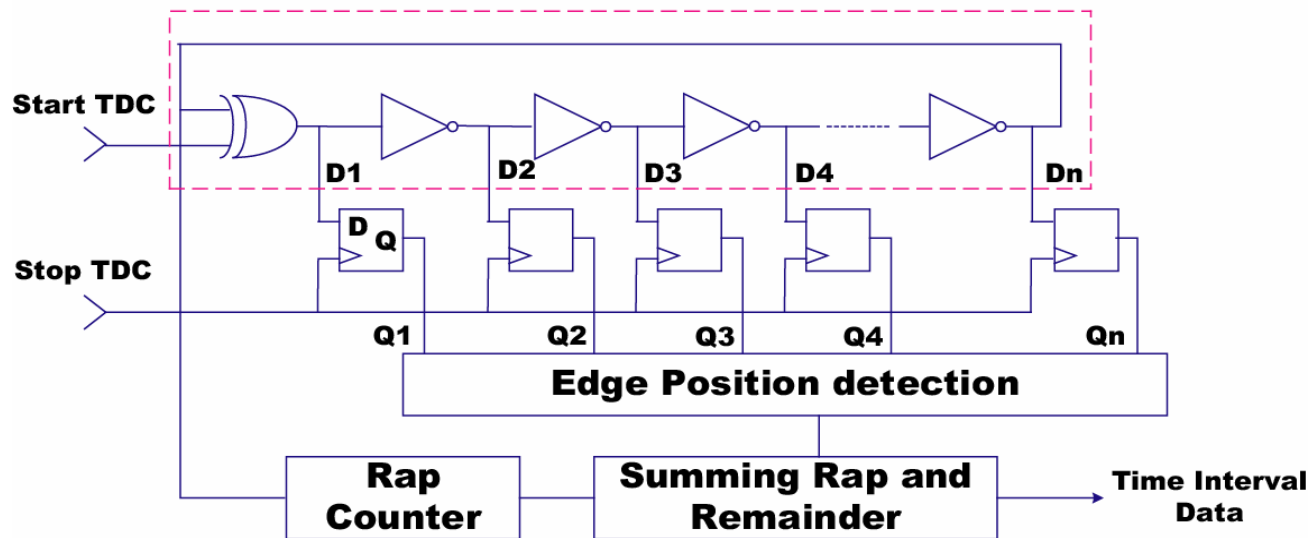 Start TDC
D1
D2
D3
D4
Dn
D
Q
Stop TDC
Q1
Q2
Q3
Q4
Qn
Edge Position detection
Rap
Counter
Summing Rap and
Remainder
Time Interval
Data